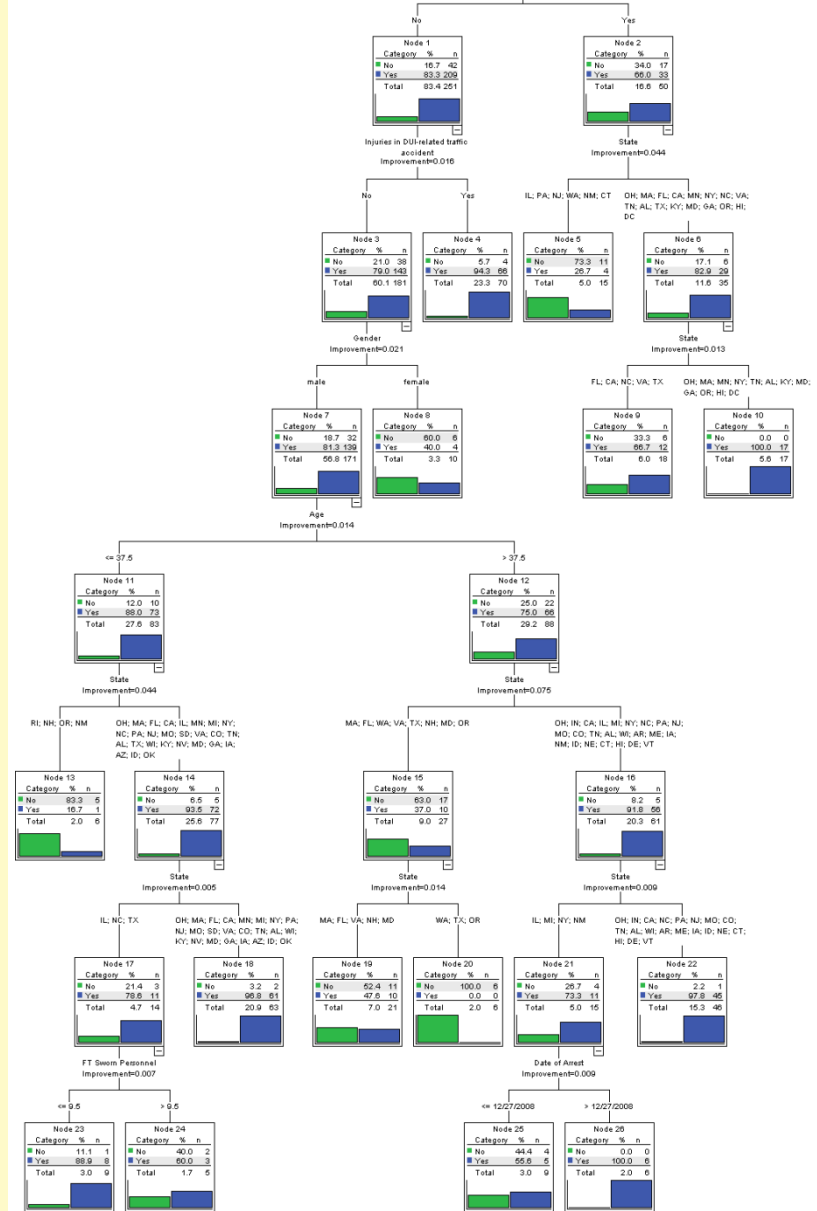 No Yes
Node 1
Category % n
No 16.7 42
Yes 83.3 209
Total 83.4 251
Node 2
Category % n
No 34.0 17
Yes 66.0 33
Total 16.6 50
Injuries in DUI-related traffic
accident
Improvement=0.016
State
Improvement=0.044
No Yes
IL; PA; NJ; WA; NM; CT
OH; MA; FL; CA; MN; NY; NC; VA;
TN; AL; TX; KY; MD; GA; OR; HI;
DC
Node 3
Category % n
No 21.0 38
Yes 79.0 143
Total 60.1 181
Node 4
Category % n
No 5.7 4
Yes 94.3 66
Total 23.3 70
Node 5
Category % n
No 73.3 11
Yes 26.7 4
Total 5.0 15
Node 6
Category % n
No 17.1 6
Yes 82.9 29
Total 11.6 35
Gender
Improvement=0.021
State
Improvement=0.013
male female
FL; CA; NC; VA; TX
OH; MA; MN; NY; TN; AL; KY; MD;
GA; OR; HI; DC
Node 7
Category % n
No 18.7 32
Yes 81.3 139
Total 56.8 171
Node 8
Category % n
No 60.0 6
Yes 40.0 4
Total 3.3 10
Node 9
Category % n
No 33.3 6
Yes 66.7 12
Total 6.0 18
Node 10
Category % n
No 0.0 0
Yes 100.0 17
Total 5.6 17
Age
Improvement=0.014
<= 37.5 > 37.5
Node 11
Category % n
No 12.0 10
Yes 88.0 73
Total 27.6 83
Node 12
Category % n
No 25.0 22
Yes 75.0 66
Total 29.2 88
State
Improvement=0.044
State
Improvement=0.075
RI; NH; OR; NM
OH; MA; FL; CA; IL; MN; MI; NY;
NC; PA; NJ; MO; SD; VA; CO; TN;
AL; TX; WI; KY; NV; MD; GA; IA;
AZ; ID; OK
MA; FL; WA; VA; TX; NH; MD; OR
OH; IN; CA; IL; MI; NY; NC; PA; NJ;
MO; CO; TN; AL; WI; AR; ME; IA;
NM; ID; NE; CT; HI; DE; VT
Node 13
Category % n
No 83.3 5
Yes 16.7 1
Total 2.0 6
Node 14
Category % n
No 6.5 5
Yes 93.5 72
Total 25.6 77
Node 15
Category % n
No 63.0 17
Yes 37.0 10
Total 9.0 27
Node 16
Category % n
No 8.2 5
Yes 91.8 56
Total 20.3 61
State
Improvement=0.005
State
Improvement=0.014
State
Improvement=0.009
IL; NC; TX
OH; MA; FL; CA; MN; MI; NY; PA;
NJ; MO; SD; VA; CO; TN; AL; WI;
KY; NV; MD; GA; IA; AZ; ID; OK
MA; FL; VA; NH; MD
WA; TX; OR
IL; MI; NY; NM
OH; IN; CA; NC; PA; NJ; MO; CO;
TN; AL; WI; AR; ME; IA; ID; NE; CT;
HI; DE; VT
Node 17
Category % n
No 21.4 3
Yes 78.6 11
Total 4.7 14
Node 18
Category % n
No 3.2 2
Yes 96.8 61
Total 20.9 63
Node 19
Category % n
No 52.4 11
Yes 47.6 10
Total 7.0 21
Node 20
Category % n
No 100.0 6
Yes 0.0 0
Total 2.0 6
Node 21
Category % n
No 26.7 4
Yes 73.3 11
Total 5.0 15
Node 22
Category % n
No 2.2 1
Yes 97.8 45
Total 15.3 46
FT Sworn Personnel
Improvement=0.007
Date of Arrest
Improvement=0.009
<= 9.5 > 9.5
<= 12/27/2008 > 12/27/2008
Node 23
Category % n
No 11.1 1
Yes 88.9 8
Total 3.0 9
Node 24
Category % n
No 40.0 2
Yes 60.0 3
Total 1.7 5
Node 25
Category % n
No 44.4 4
Yes 55.6 5
Total 3.0 9
Node 26
Category % n
No 0.0 0
Yes 100.0 6
Total 2.0 6